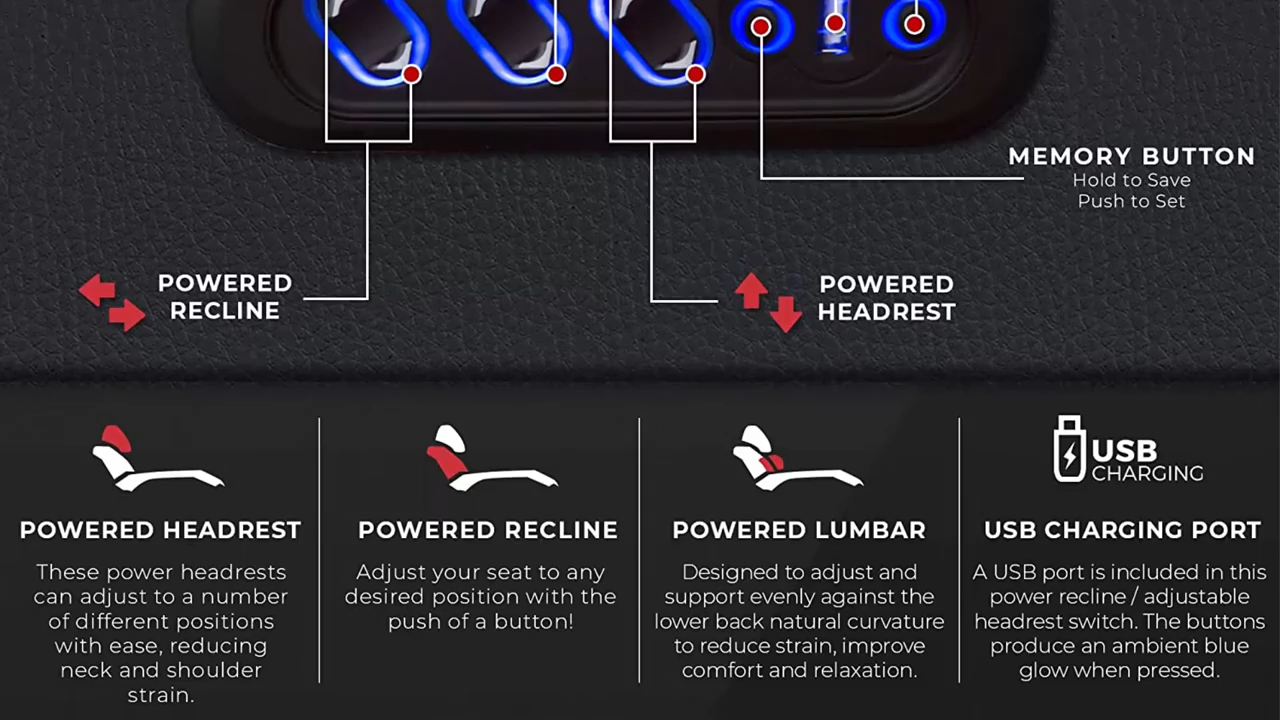 MEMORY BUTTON
Hold to Save
Push to Set
POWERED
RECLINE
POWERED
HEADREST
USB
CHARGING
POWERED HEADREST
These power headrests
can adjust to a number
of different positions
with ease, reducing
neck and shoulder
strain.
POWERED RECLINE
Adjust your seat to any
desired position with the
push of a button!
POWERED LUMBAR
Designed to adjust and
support evenly against the
lower back natural curvature
to reduce strain, improve
comfort and relaxation.
USB CHARGING PORT
A USB port is included in this
power recline / adjustable
headrest switch. The buttons
produce an ambient blue
glow when pressed.